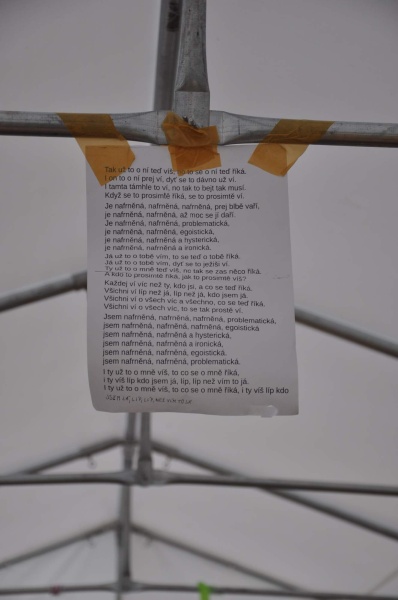 Tak už to o ní teď víš, co se o ní teď říká.
I on to o ní prej ví, dyť se to dávno už ví.
I tamta támhle to ví, no tak to bejt tak musí.
Když se to prosimtě říká, se to prosimtě ví.
Je nafrněná, nafrněná, nafrněná, prej blbě vaří,
je nafrněná, nafrněná, až moc se jí daří.
Je nafrněná, nafrněná, problematická,
je nafrněná, nafrněná, egoistická,
je nafrněná, nafrněná a hysterická,
je nafrněná, nafrněná a ironická.
Já už to o tobě vím, to se teď o tobě říká.
Já už to o tobě vím, dyť se to ježiši ví.
Ty už to o mně teď víš, no tak se zas něco říká.
A kdo to prosimtě říká, jak to prosimtě ví?
Každej ví víc než ty, kdo jsi, a co se teď říká.
Všichni ví líp než já, líp, než kdo jsem já.
Všichni ví o všech víc a všechno, co se teď říká.
Všichni ví o všech víc, to se tak prostě ví.
Jsem nafrněná, nafrněná, nafrněná, problematická,
jsem nafrněná, nafrněná, nafrněná, egoistická
jsem nafrněná, nafrněná a hysterická,
jsem nafrněná, nafrněná a ironická,
jsem nafrněná, nafrněná, egoistická,
jsem nafrněná, nafrněná, problematická.
I ty už to o mně víš, to co se o mně říká,
i ty víš líp kdo jsem já, líp, líp než vím to já.
I ty už to o mně víš, to co se o mně říká, i ty víš líp kdo